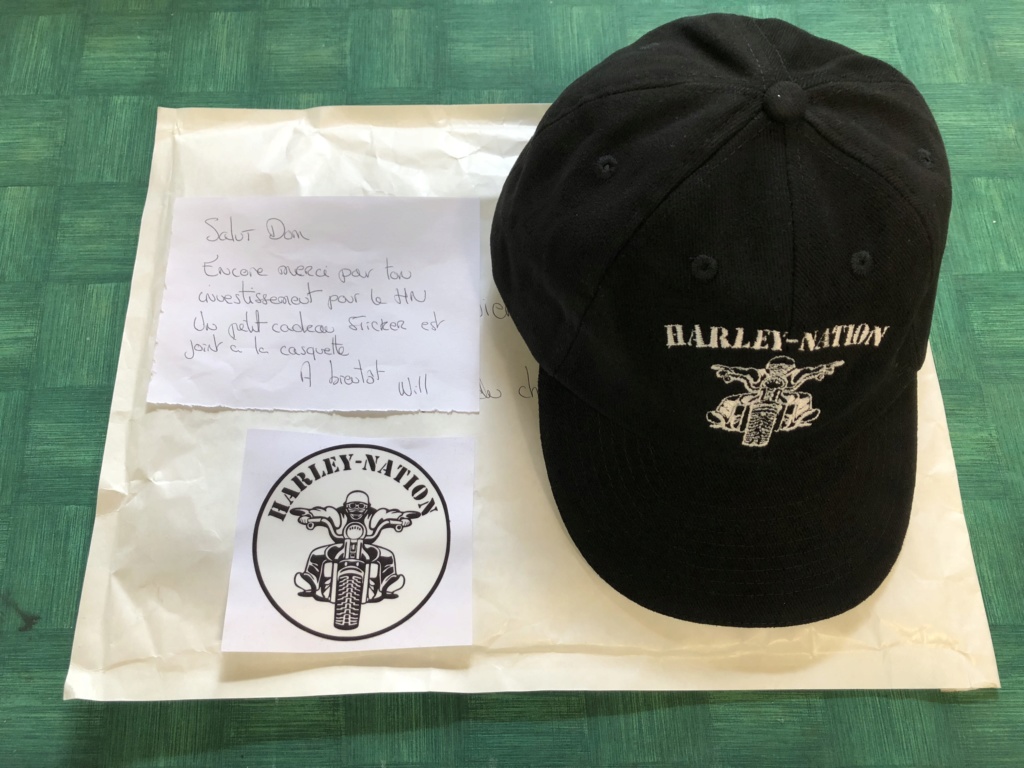 Salut Dom
Encore merci pour ton
investissement pour le HN
Un petit cadeau sticker est
joint à la casquette
A bientôt
Will
HARLEY-NATION
HARLEY-NATION